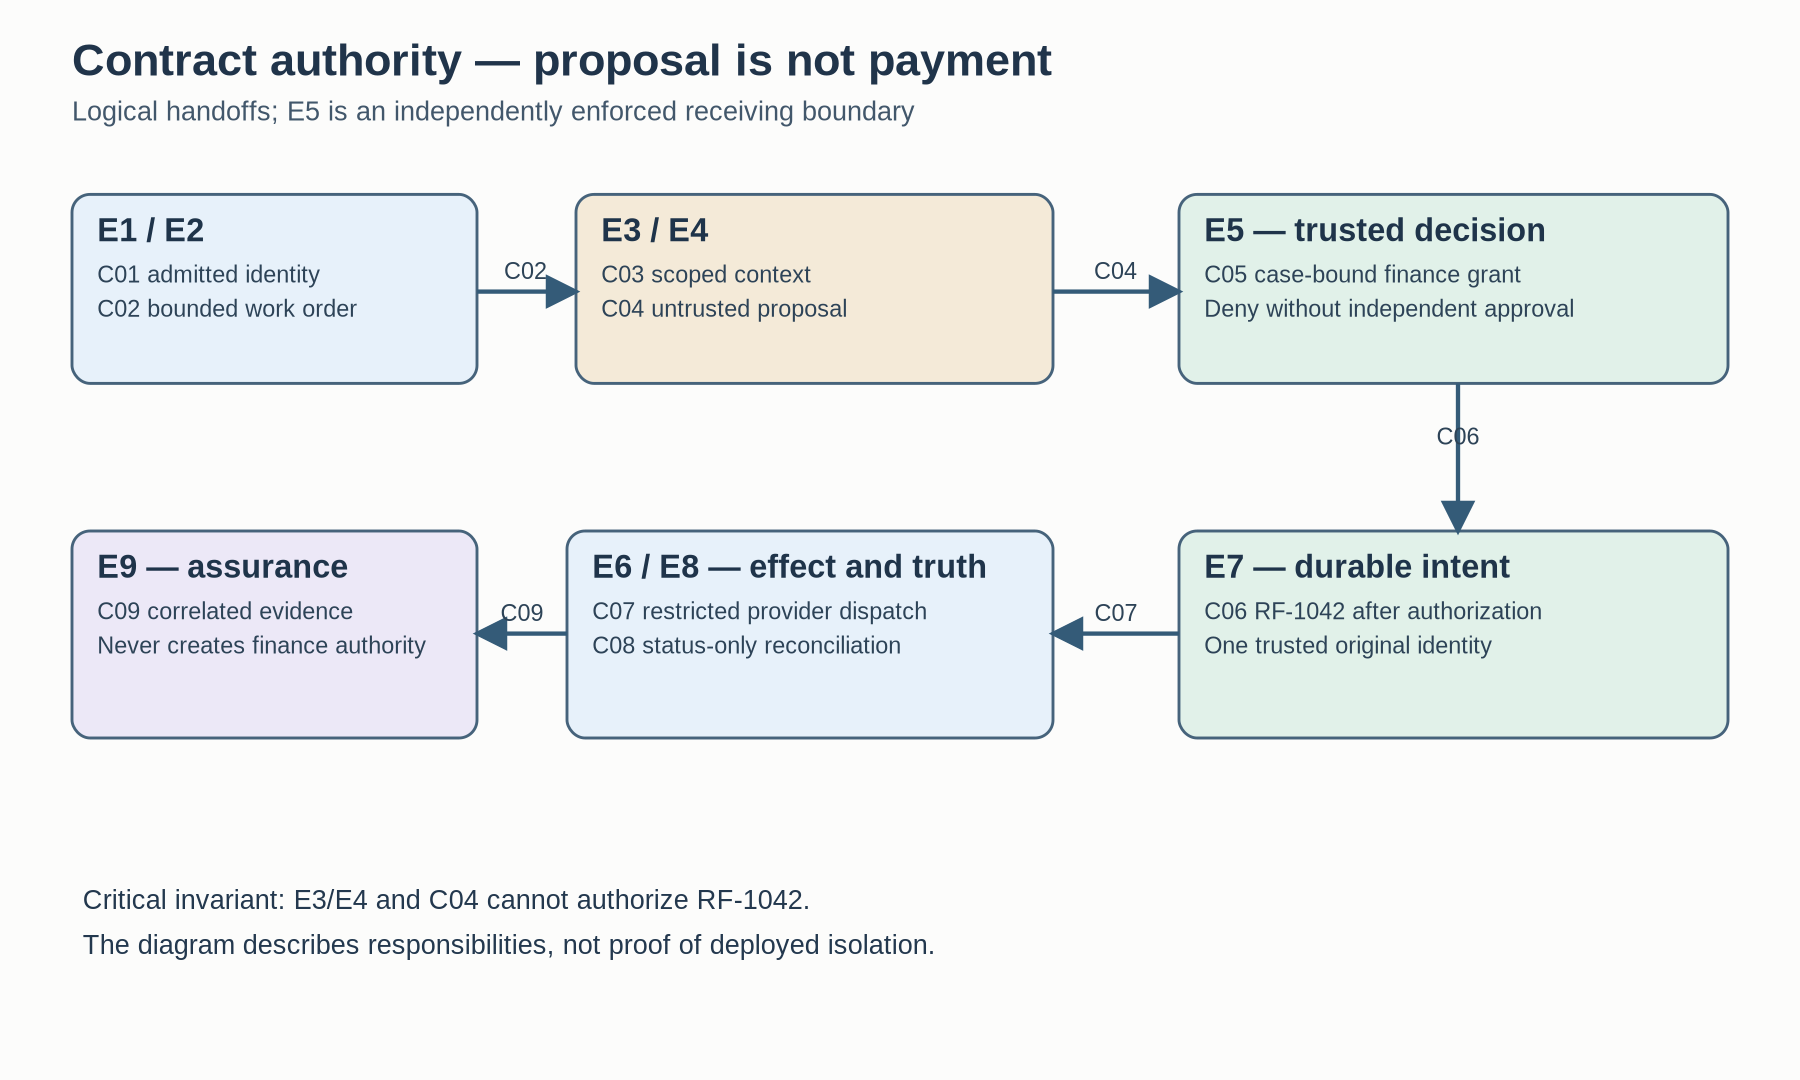 Contract authority — proposal is not payment
Logical handoffs; E5 is an independently enforced receiving boundary
E1 / E2
C01 admitted identity
C02 bounded work order
C02
E3 / E4
C03 scoped context
C04 untrusted proposal
C04
E5 — trusted decision
C05 case-bound finance grant
Deny without independent approval
C06
E9 — assurance
C09 correlated evidence
Never creates finance authority
C09
E6 / E8 — effect and truth
C07 restricted provider dispatch
C08 status-only reconciliation
C07
E7 — durable intent
C06 RF-1042 after authorization
One trusted original identity
Critical invariant: E3/E4 and C04 cannot authorize RF-1042.
The diagram describes responsibilities, not proof of deployed isolation.